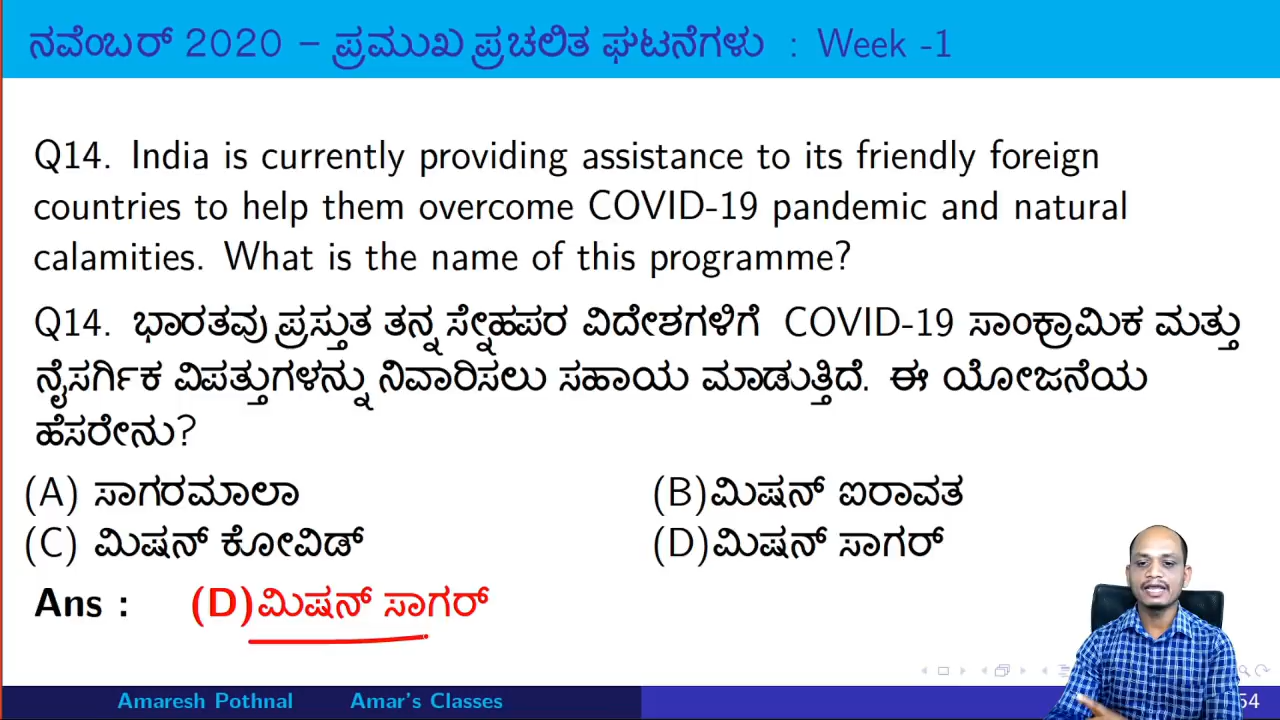 ನವೆಂಬರ್ 2020 – ಪ್ರಮುಖ ಪ್ರಚಲಿತ ಘಟನೆಗಳು : Week -1
Q14. India is currently providing assistance to its friendly foreign
countries to help them overcome COVID-19 pandemic and natural
calamities. What is the name of this programme?
Q14. ಭಾರತವು ಪ್ರಸ್ತುತ ತನ್ನ ಸ್ನೇಹಪರ ವಿದೇಶಗಳಿಗೆ COVID-19 ಸಾಂಕ್ರಾಮಿಕ ಮತ್ತು
ನೈಸರ್ಗಿಕ ವಿಪತ್ತುಗಳನ್ನು ನಿವಾರಿಸಲು ಸಹಾಯ ಮಾಡುತ್ತಿದೆ. ಈ ಯೋಜನೆಯ
ಹೆಸರೇನು?
(A) ಸಾಗರಮಾಲಾ (B)ಮಿಷನ್ ಐರಾವತ
(C) ಮಿಷನ್ ಕೋವಿಡ್ (D)ಮಿಷನ್ ಸಾಗರ್
Ans : (D)ಮಿಷನ್ ಸಾಗರ್
Amaresh Pothnal Amar's Classes 54